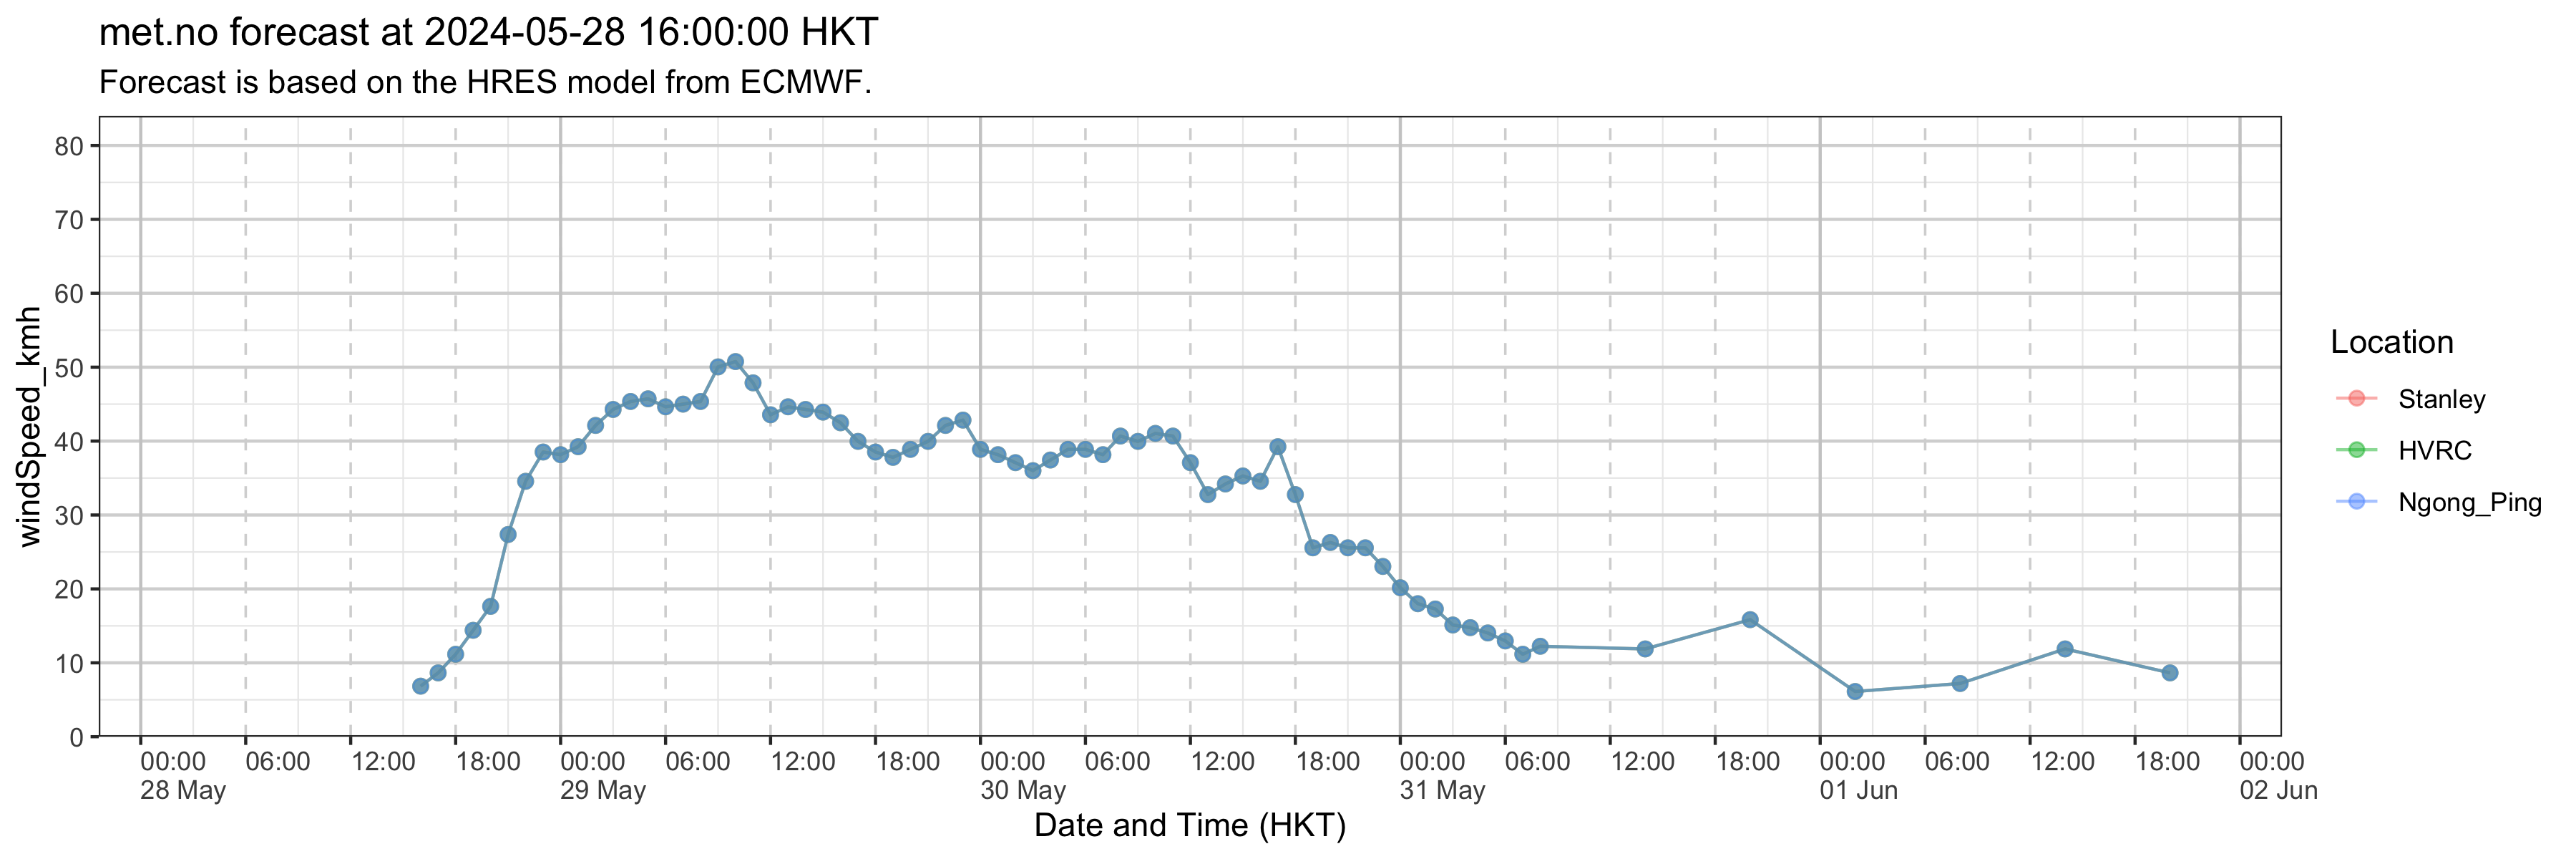 met.no forecast at 2024-05-28 16:00:00 HKT
Forecast is based on the HRES model from ECMWF.
windSpeed_kmh
80
70
60
50
40
30
20
10
0
00:00 06:00 12:00 18:00 00:00 06:00 12:00 18:00 00:00 06:00 12:00 18:00 00:00 06:00 12:00 18:00 00:00 06:00 12:00 18:00 00:00
28 May 29 May 30 May 31 May 01 Jun 02 Jun
Date and Time (HKT)
Location
Stanley
HVRC
Ngong_Ping